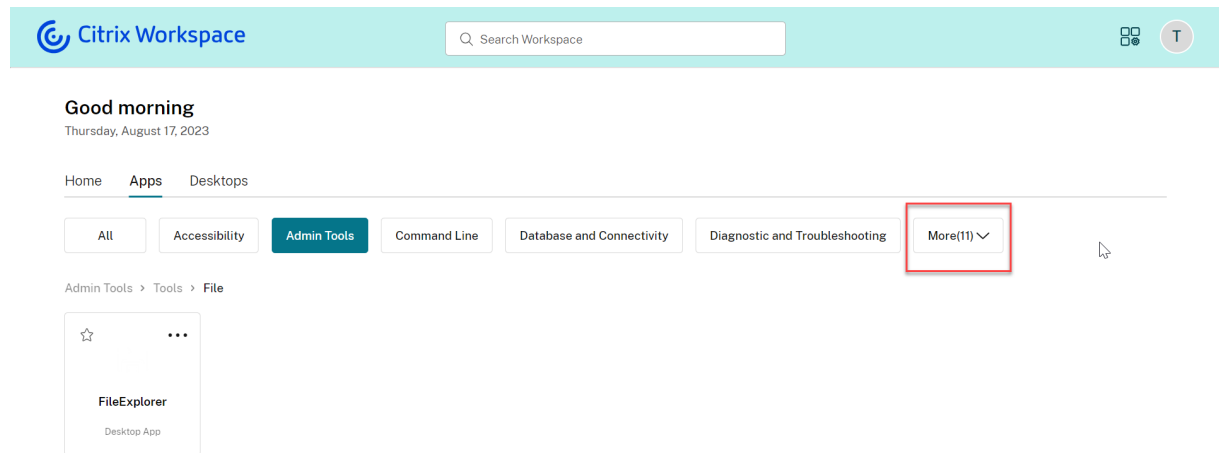 Citrix Workspace
Search Workspace
T
Good morning
Thursday, August 17, 2023
Home Apps Desktops
All Accessibility Admin Tools Command Line Database and Connectivity Diagnostic and Troubleshooting More(11)
Admin Tools > Tools > File
FileExplorer
Desktop App